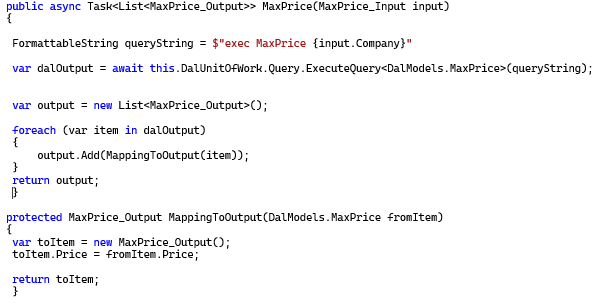 public async Task<List<MaxPrice_Output>> MaxPrice(MaxPrice_Input input)
{
FormattableString queryString = $"exec MaxPrice {input.Company}"
var dalOutput = await this.DalUnitOfWork.Query.ExecuteQuery<DalModels.MaxPrice>(queryString);
var output = new List<MaxPrice_Output>();
foreach (var item in dalOutput)
{
output.Add(MappingToOutput(item));
}
return output;
}
protected MaxPrice_Output MappingToOutput(DalModels.MaxPrice fromItem)
{
var toItem = new MaxPrice_Output();
toItem.Price = fromItem.Price;
return toItem;
}